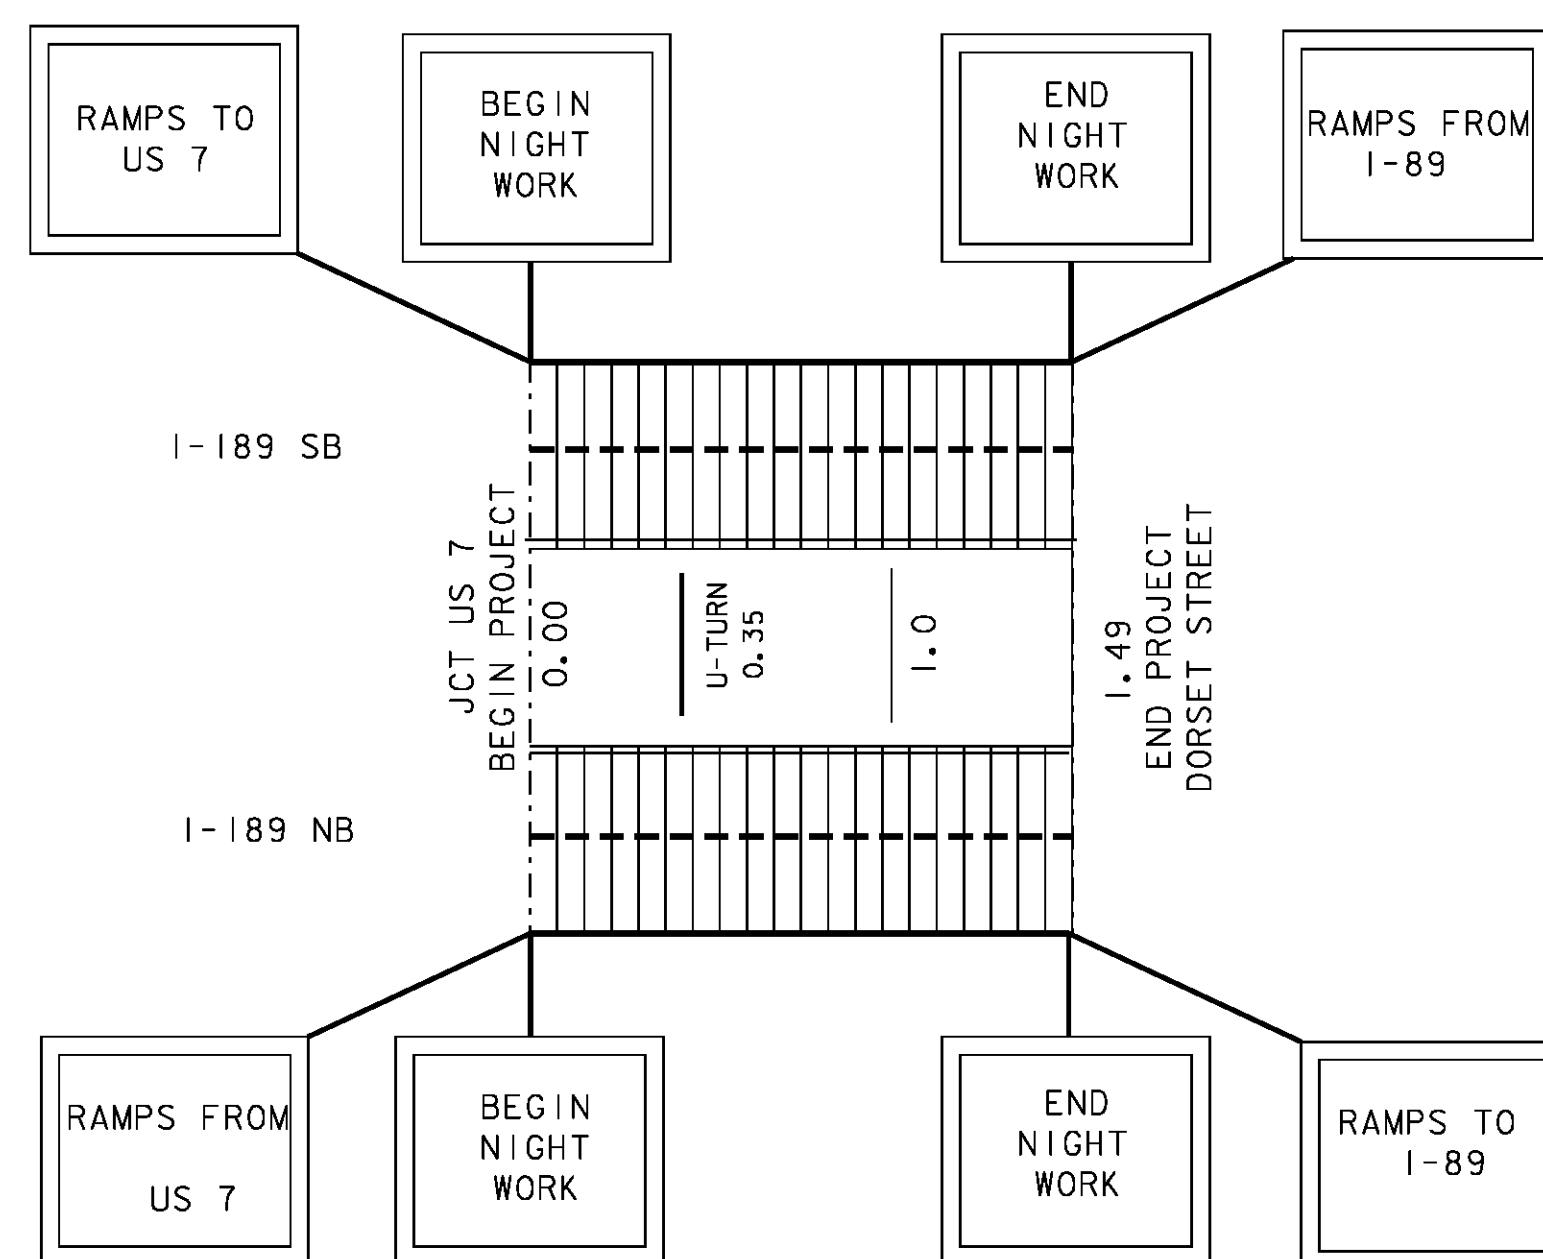 RAMPS TO
US 7
BEGIN
NIGHT
WORK
END
NIGHT
WORK
RAMPS FROM
I-89
I-189 SB
JCT US 7
BEGIN PROJECT
0.00
U-TURN
0.35
1.0
1.49
END PROJECT
DORSET STREET
I-189 NB
RAMPS FROM
US 7
BEGIN
NIGHT
WORK
END
NIGHT
WORK
RAMPS TO
I-89